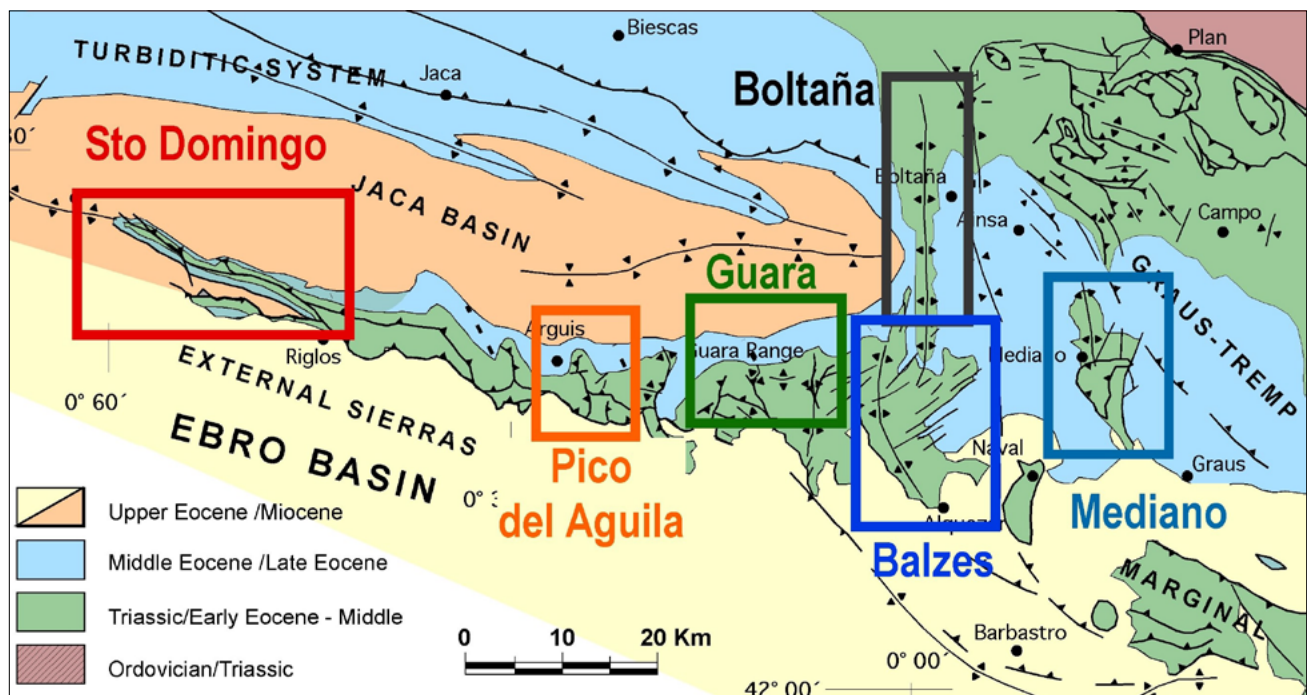 Biescas
Plan
TURBIDITIC SYSTEM
Jaca
Boltaña
30´
Sto Domingo
JACA BASIN
Boltaña
Ainsa
Campo
Guara
GRAUS-TREMP
Arguis
Guara Range
Mediano
Riglos
0° 60´
EXTERNAL SIERRAS
EBRO BASIN
Naval
Graus
Pico
del Aguila
0° 3
Mediano
Upper Eocene /Miocene
Balzes
Middle Eocene /Late Eocene
MARGINAL
Triassic/Early Eocene - Middle
0 10 20 Km
Barbastro
0° 00´
Ordovician/Triassic
42° 00´